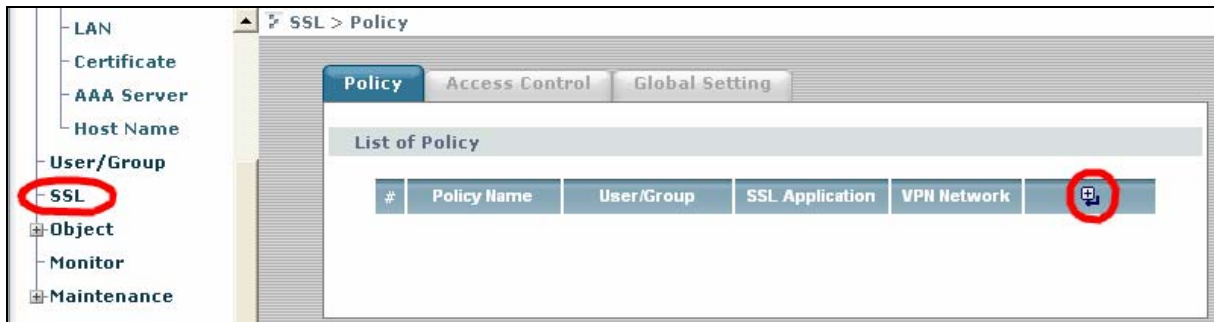 LAN
Certificate
AAA Server
Host Name
User/Group
SSL
Object
Monitor
Maintenance
SSL > Policy
Policy Access Control Global Setting
List of Policy
# Policy Name User/Group SSL Application VPN Network